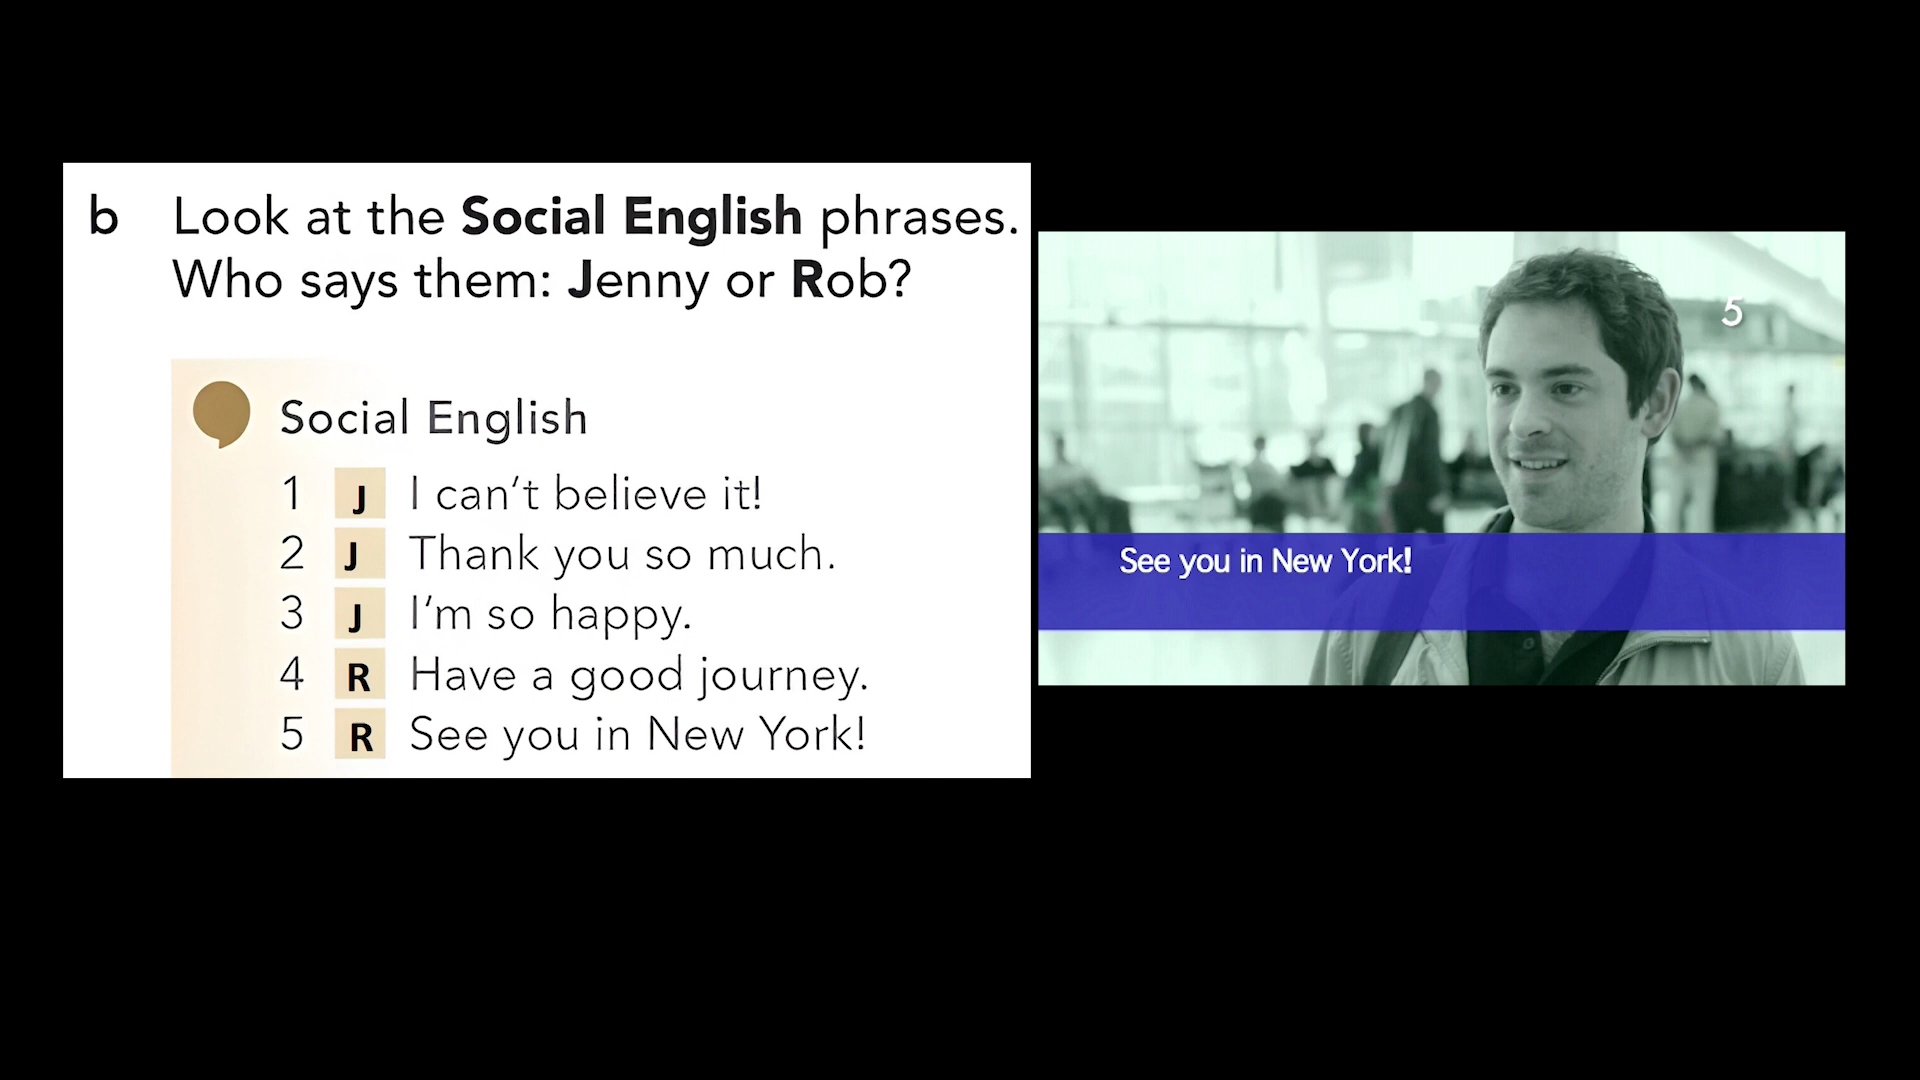 b Look at the Social English phrases.
Who says them: Jenny or Rob?
Social English
1 J I can't believe it!
2 J Thank you so much.
3 J I'm so happy.
4 R Have a good journey.
5 R See you in New York!
5
See you in New York!